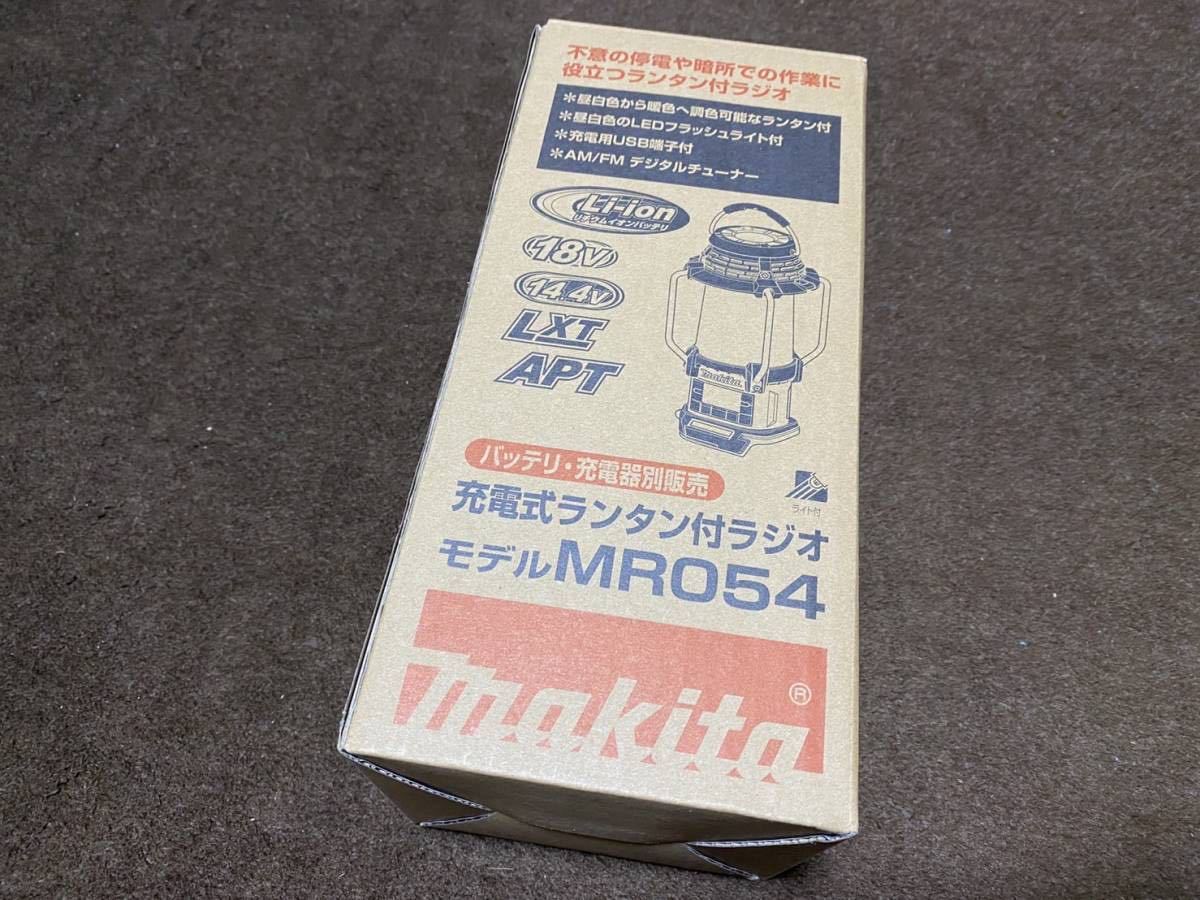 不意の停電や暗所での作業に
役立つランタン付ラジオ
＊昼白色から暖色へ調色可能なランタン付
＊昼白色のLEDフラッシュライト付
＊充電用USB端子付
＊AM/FM デジタルチューナー
Li-ion
リチウムイオンバッテリ
18V
14.4V
LXT
APT
makita
バッテリ・充電器別販売
ライト付
充電式ランタン付ラジオ
モデルMR054
makita®